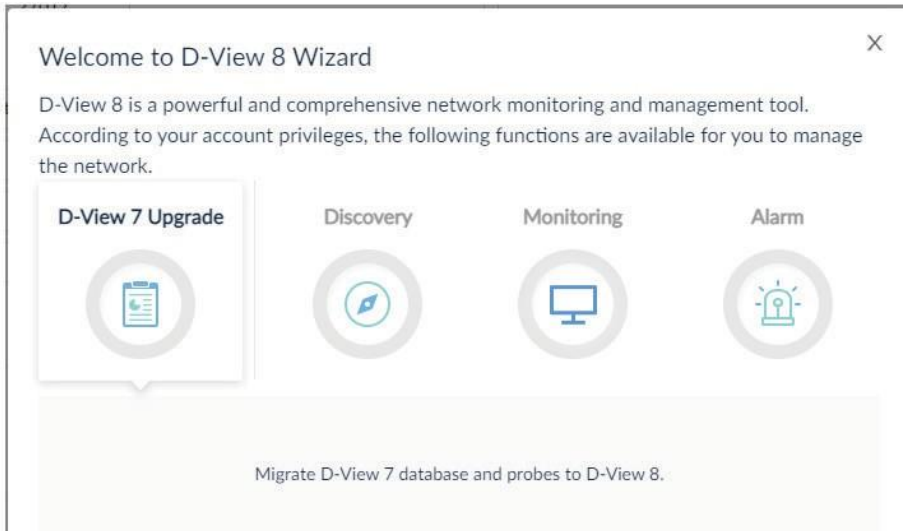 Welcome to D-View 8 Wizard
X
D-View 8 is a powerful and comprehensive network monitoring and management tool.
According to your account privileges, the following functions are available for you to manage
the network.
D-View 7 Upgrade
Discovery
Monitoring
Alarm
Migrate D-View 7 database and probes to D-View 8.